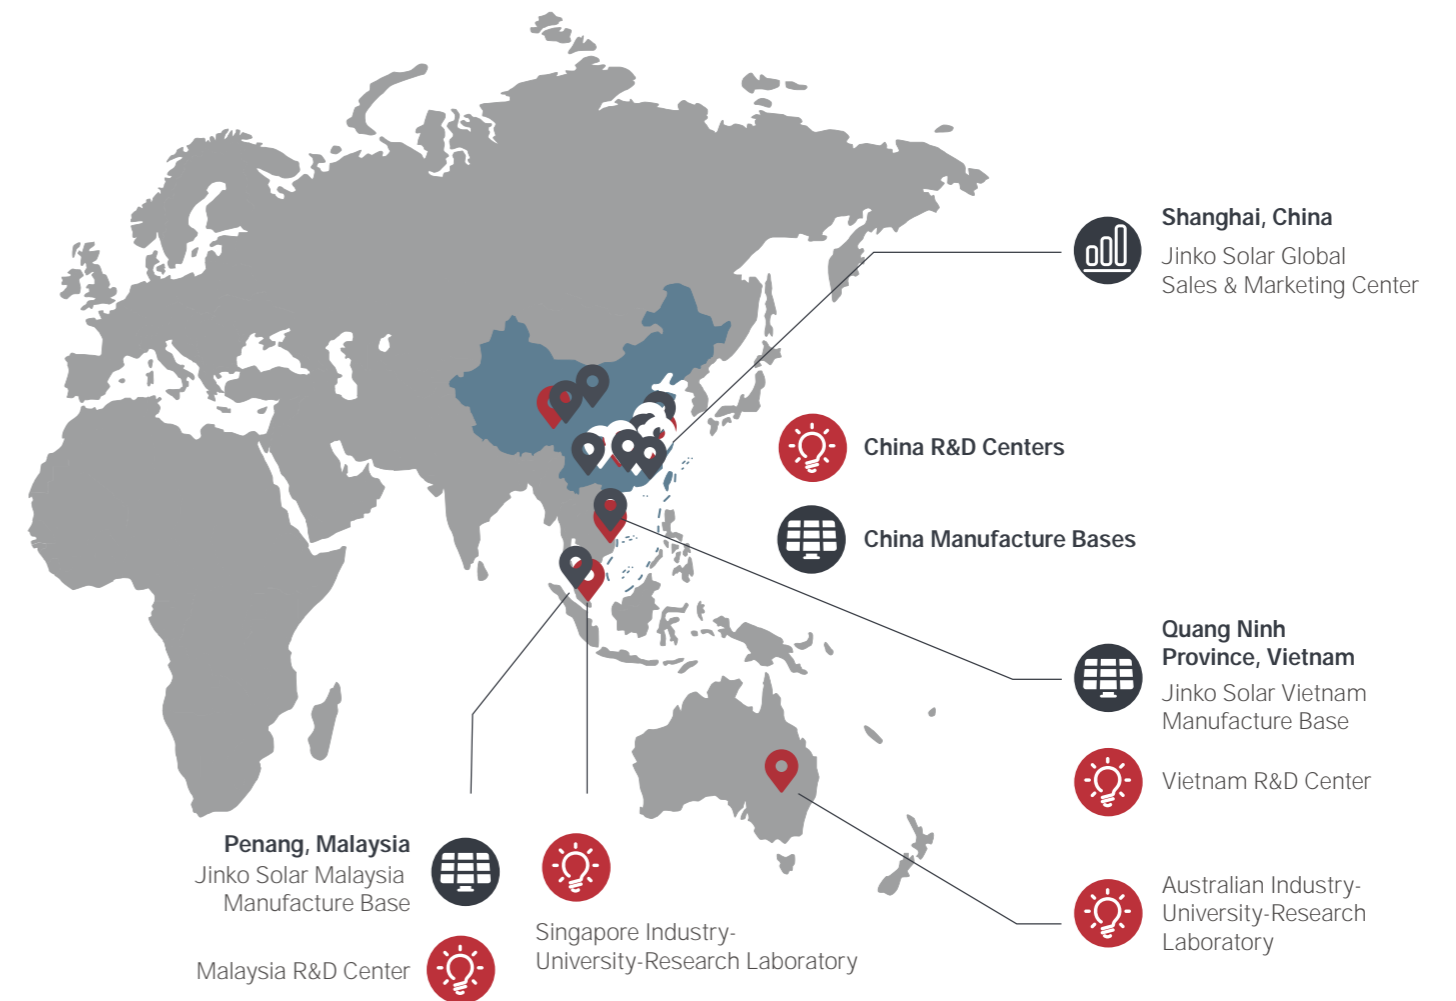 Shanghai, China
Jinko Solar Global
Sales & Marketing Center
China R&D Centers
China Manufacture Bases
Quang Ninh
Province, Vietnam
Jinko Solar Vietnam
Manufacture Base
Vietnam R&D Center
Penang, Malaysia
Jinko Solar Malaysia
Manufacture Base
Malaysia R&D Center
Singapore Industry-
University-Research Laboratory
Australian Industry-
University-Research
Laboratory